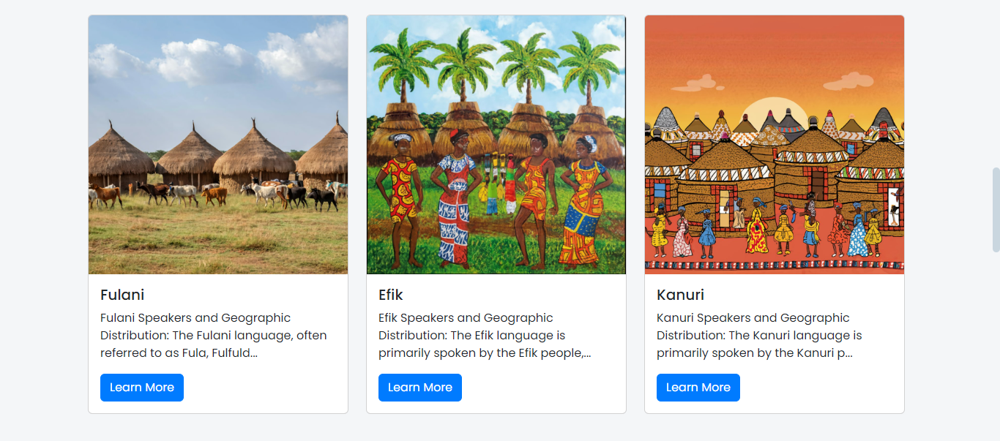 Fulani
Fulani Speakers and Geographic
Distribution: The Fulani language, often
referred to as Fula, Fulfuld...
Learn More
Efik
Efik Speakers and Geographic
Distribution: The Efik language is
primarily spoken by the Efik people,...
Learn More
Kanuri
Kanuri Speakers and Geographic
Distribution: The Kanuri language is
primarily spoken by the Kanuri p...
Learn More